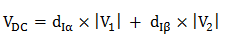 V_DC = d_Iα × |V_1| + d_Iβ × |V_2|